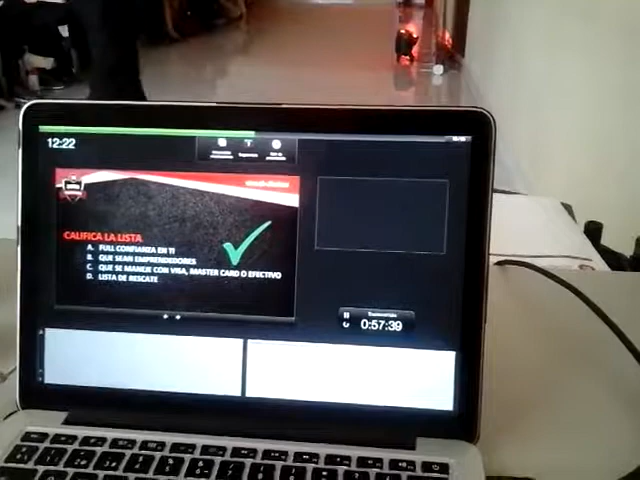 12:22
CALIFICA LA LISTA
A. FULL CONFIANZA EN TI
B. QUE SEAN EMPRENDEDORES
C. QUE SE MANEJE CON VISA, MASTER CARD O EFECTIVO
D. LISTA DE RESCATE
0:57:39